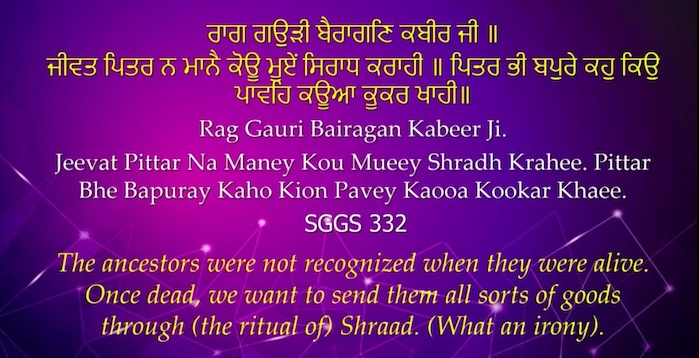 ਰਾਗ ਗਉੜੀ ਬੈਰਾਗਣਿ ਕਬੀਰ ਜੀ ॥
ਜੀਵਤ ਪਿਤਰ ਨ ਮਾਨੈ ਕੋਊ ਮੁਏਂ ਸਿਰਾਧ ਕਰਾਹੀ ॥ ਪਿਤਰ ਭੀ ਬਪੁਰੇ ਕਹੁ ਕਿਉ
ਪਾਵਹਿ ਕਊਆ ਕੂਕਰ ਖਾਹੀ॥
Rag Gauri Bairagan Kabeer Ji.
Jeevat Pittar Na Maney Kou Mueey Shradh Krahee. Pittar
Bhe Bapuray Kaho Kion Pavey Kaooa Kookar Khaee.
SGGS 332
The ancestors were not recognized when they were alive.
Once dead, we want to send them all sorts of goods
through (the ritual of) Shraad. (What an irony).